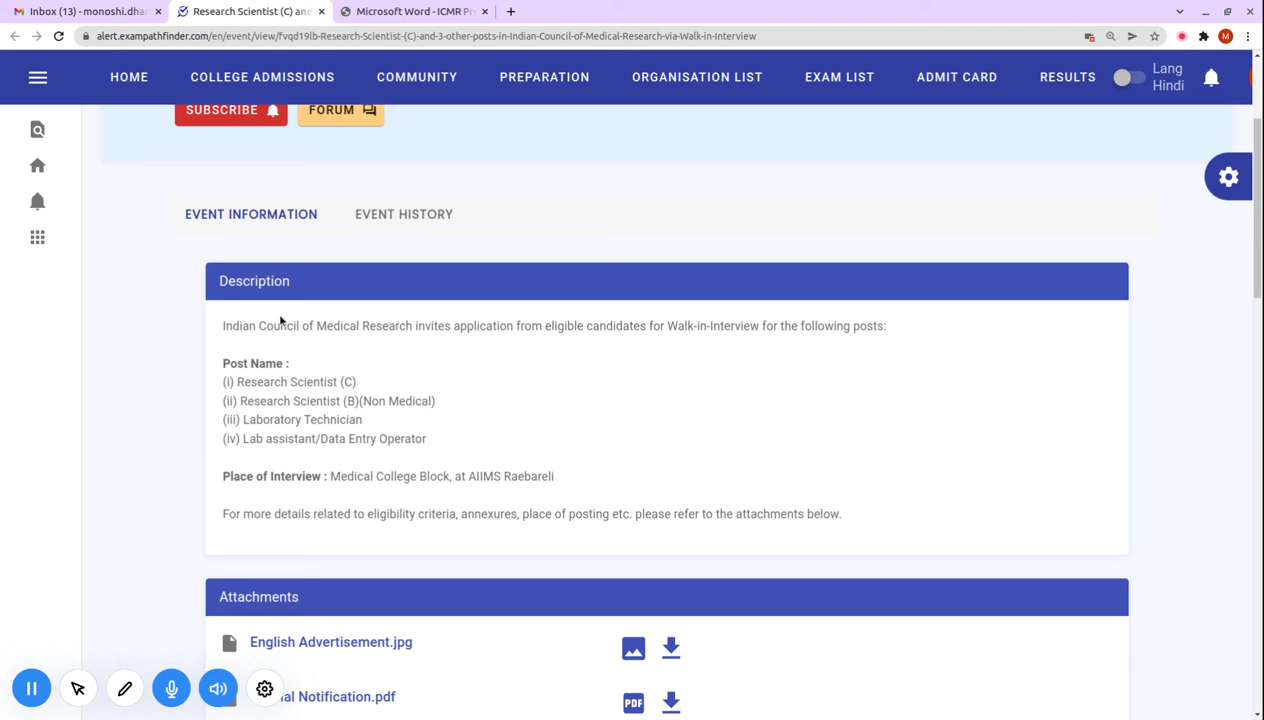 Inbox (13) - monoshi.dhar
Research Scientist (C) and
Microsoft Word - ICMR Pr
alert.exampathfinder.com/en/event/view/fvqd19lb-Research-Scientist-(C)-and-3-other-posts-in-Indian-Council-of-Medical-Research-via-Walk-in-Interview
M
HOME COLLEGE ADMISSIONS COMMUNITY PREPARATION ORGANISATION LIST EXAM LIST ADMIT CARD RESULTS Lang Hindi
SUBSCRIBE FORUM
EVENT INFORMATION EVENT HISTORY
Description
Indian Council of Medical Research invites application from eligible candidates for Walk-in-Interview for the following posts:
Post Name :
(i) Research Scientist (C)
(ii) Research Scientist (B)(Non Medical)
(iii) Laboratory Technician
(iv) Lab assistant/Data Entry Operator
Place of Interview : Medical College Block, at AIIMS Raebareli
For more details related to eligibility criteria, annexures, place of posting etc. please refer to the attachments below.
Attachments
English Advertisement.jpg
nal Notification.pdf PDF